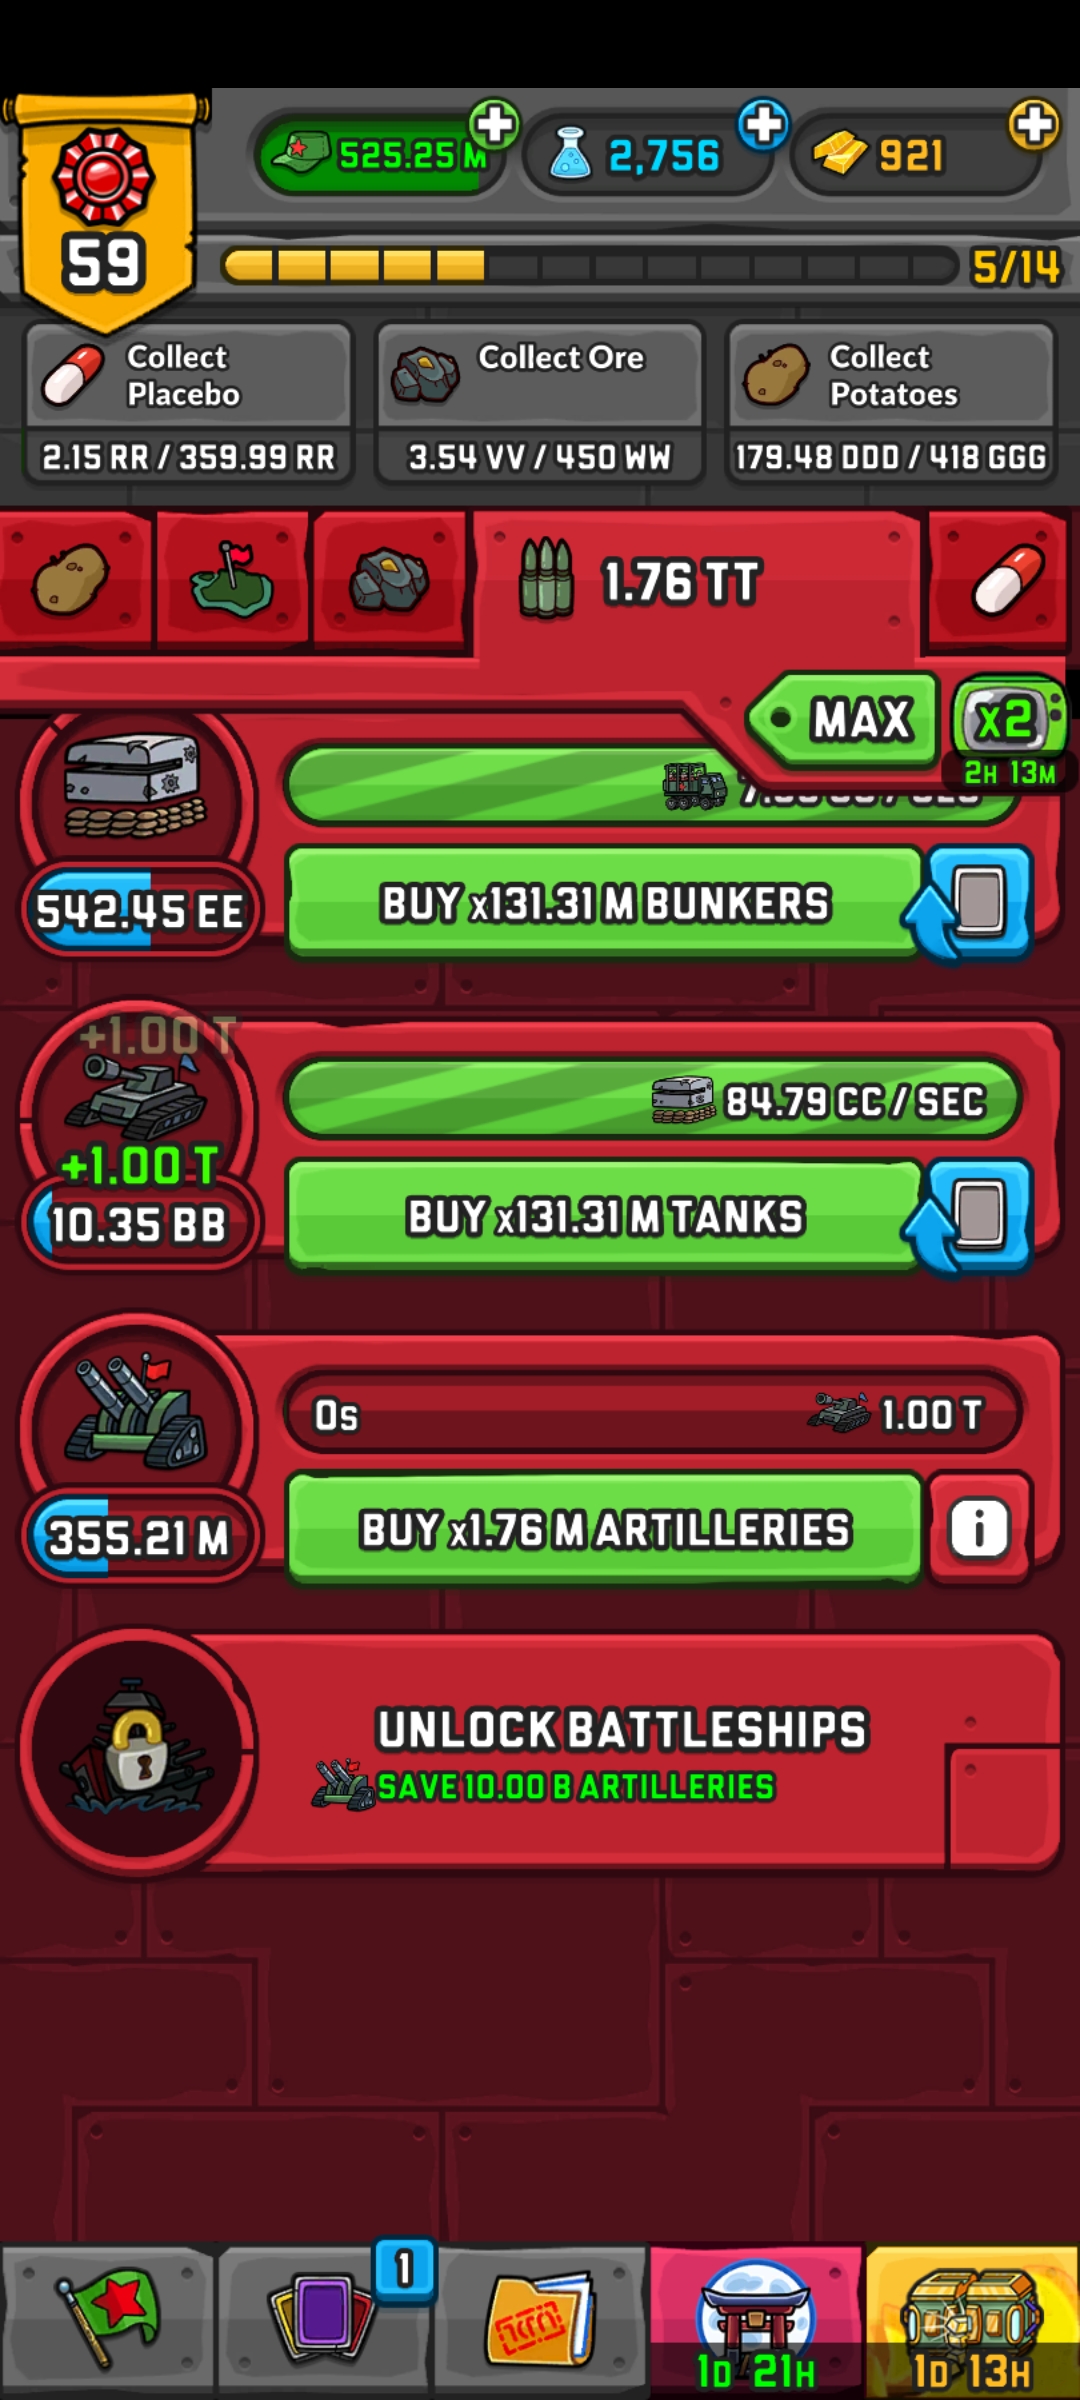 59
525.25 M
2,756
921
5/14
Collect Placebo
2.15 RR / 359.99 RR
Collect Ore
3.54 VV / 450 WW
Collect Potatoes
179.48 DDD / 418 GGG
1.76 TT
MAX
x2
2H 13M
542.45 EE
BUY x131.31 M BUNKERS
+1.00 T
+1.00 T
10.35 BB
84.79 CC / SEC
BUY x131.31 M TANKS
355.21 M
0s
1.00 T
BUY x1.76 M ARTILLERIES
i
UNLOCK BATTLESHIPS
SAVE 10.00 B ARTILLERIES
1
1D 21H
1D 13H